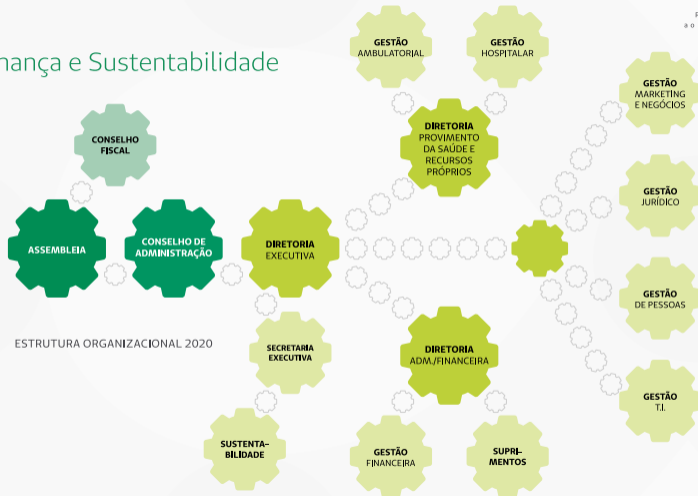 nança e Sustentabilidade
GESTÃO
AMBULATORIAL
GESTÃO
HOSPITALAR
GESTÃO
MARKETING
E NEGÓCIOS
CONSELHO
FISCAL
DIRETORIA
PROVIMENTO
DA SAÚDE E
RECURSOS
PRÓPRIOS
GESTÃO
JURÍDICO
ASSEMBLEIA
CONSELHO DE
ADMINISTRAÇÃO
DIRETORIA
EXECUTIVA
GESTÃO
DE PESSOAS
ESTRUTURA ORGANIZACIONAL 2020
SECRETARIA
EXECUTIVA
DIRETORIA
ADM./FINANCEIRA
GESTÃO
T.I.
SUSTENTA-
BILIDADE
GESTÃO
FINANCEIRA
SUPRI-
MENTOS